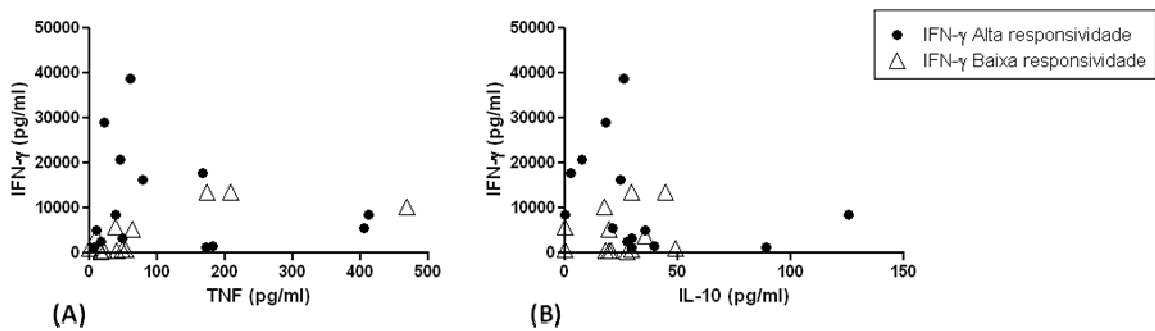 50000
40000
30000
20000
10000
0
IFN-γ (pg/ml)
0 100 200 300 400 500
TNF (pg/ml)
(A)
50000
40000
30000
20000
10000
0
IFN-γ (pg/ml)
0 50 100 150
IL-10 (pg/ml)
(B)
IFN-γ Alta responsividade
IFN-γ Baixa responsividade